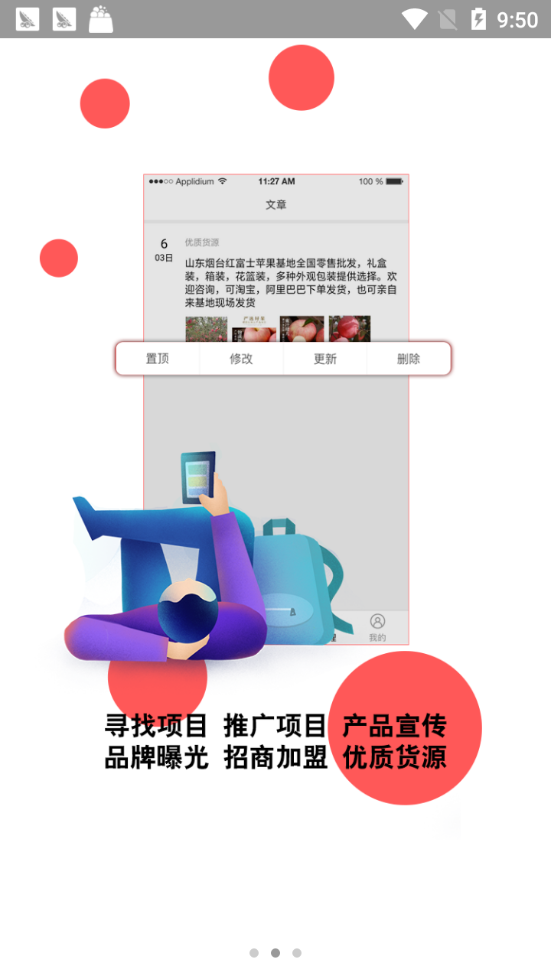 9:50
Applidium 11:27 AM 100 %
文章
6
03日
优质货源
山东烟台红富士苹果基地全国零售批发，礼盒
装，箱装，花篮装，多种外观包装提供选择。欢
迎咨询，可淘宝，阿里巴巴下单发货，也可亲自
来基地现场发货
置顶 修改 更新 删除
我的
寻找项目 推广项目 产品宣传
品牌曝光 招商加盟 优质货源